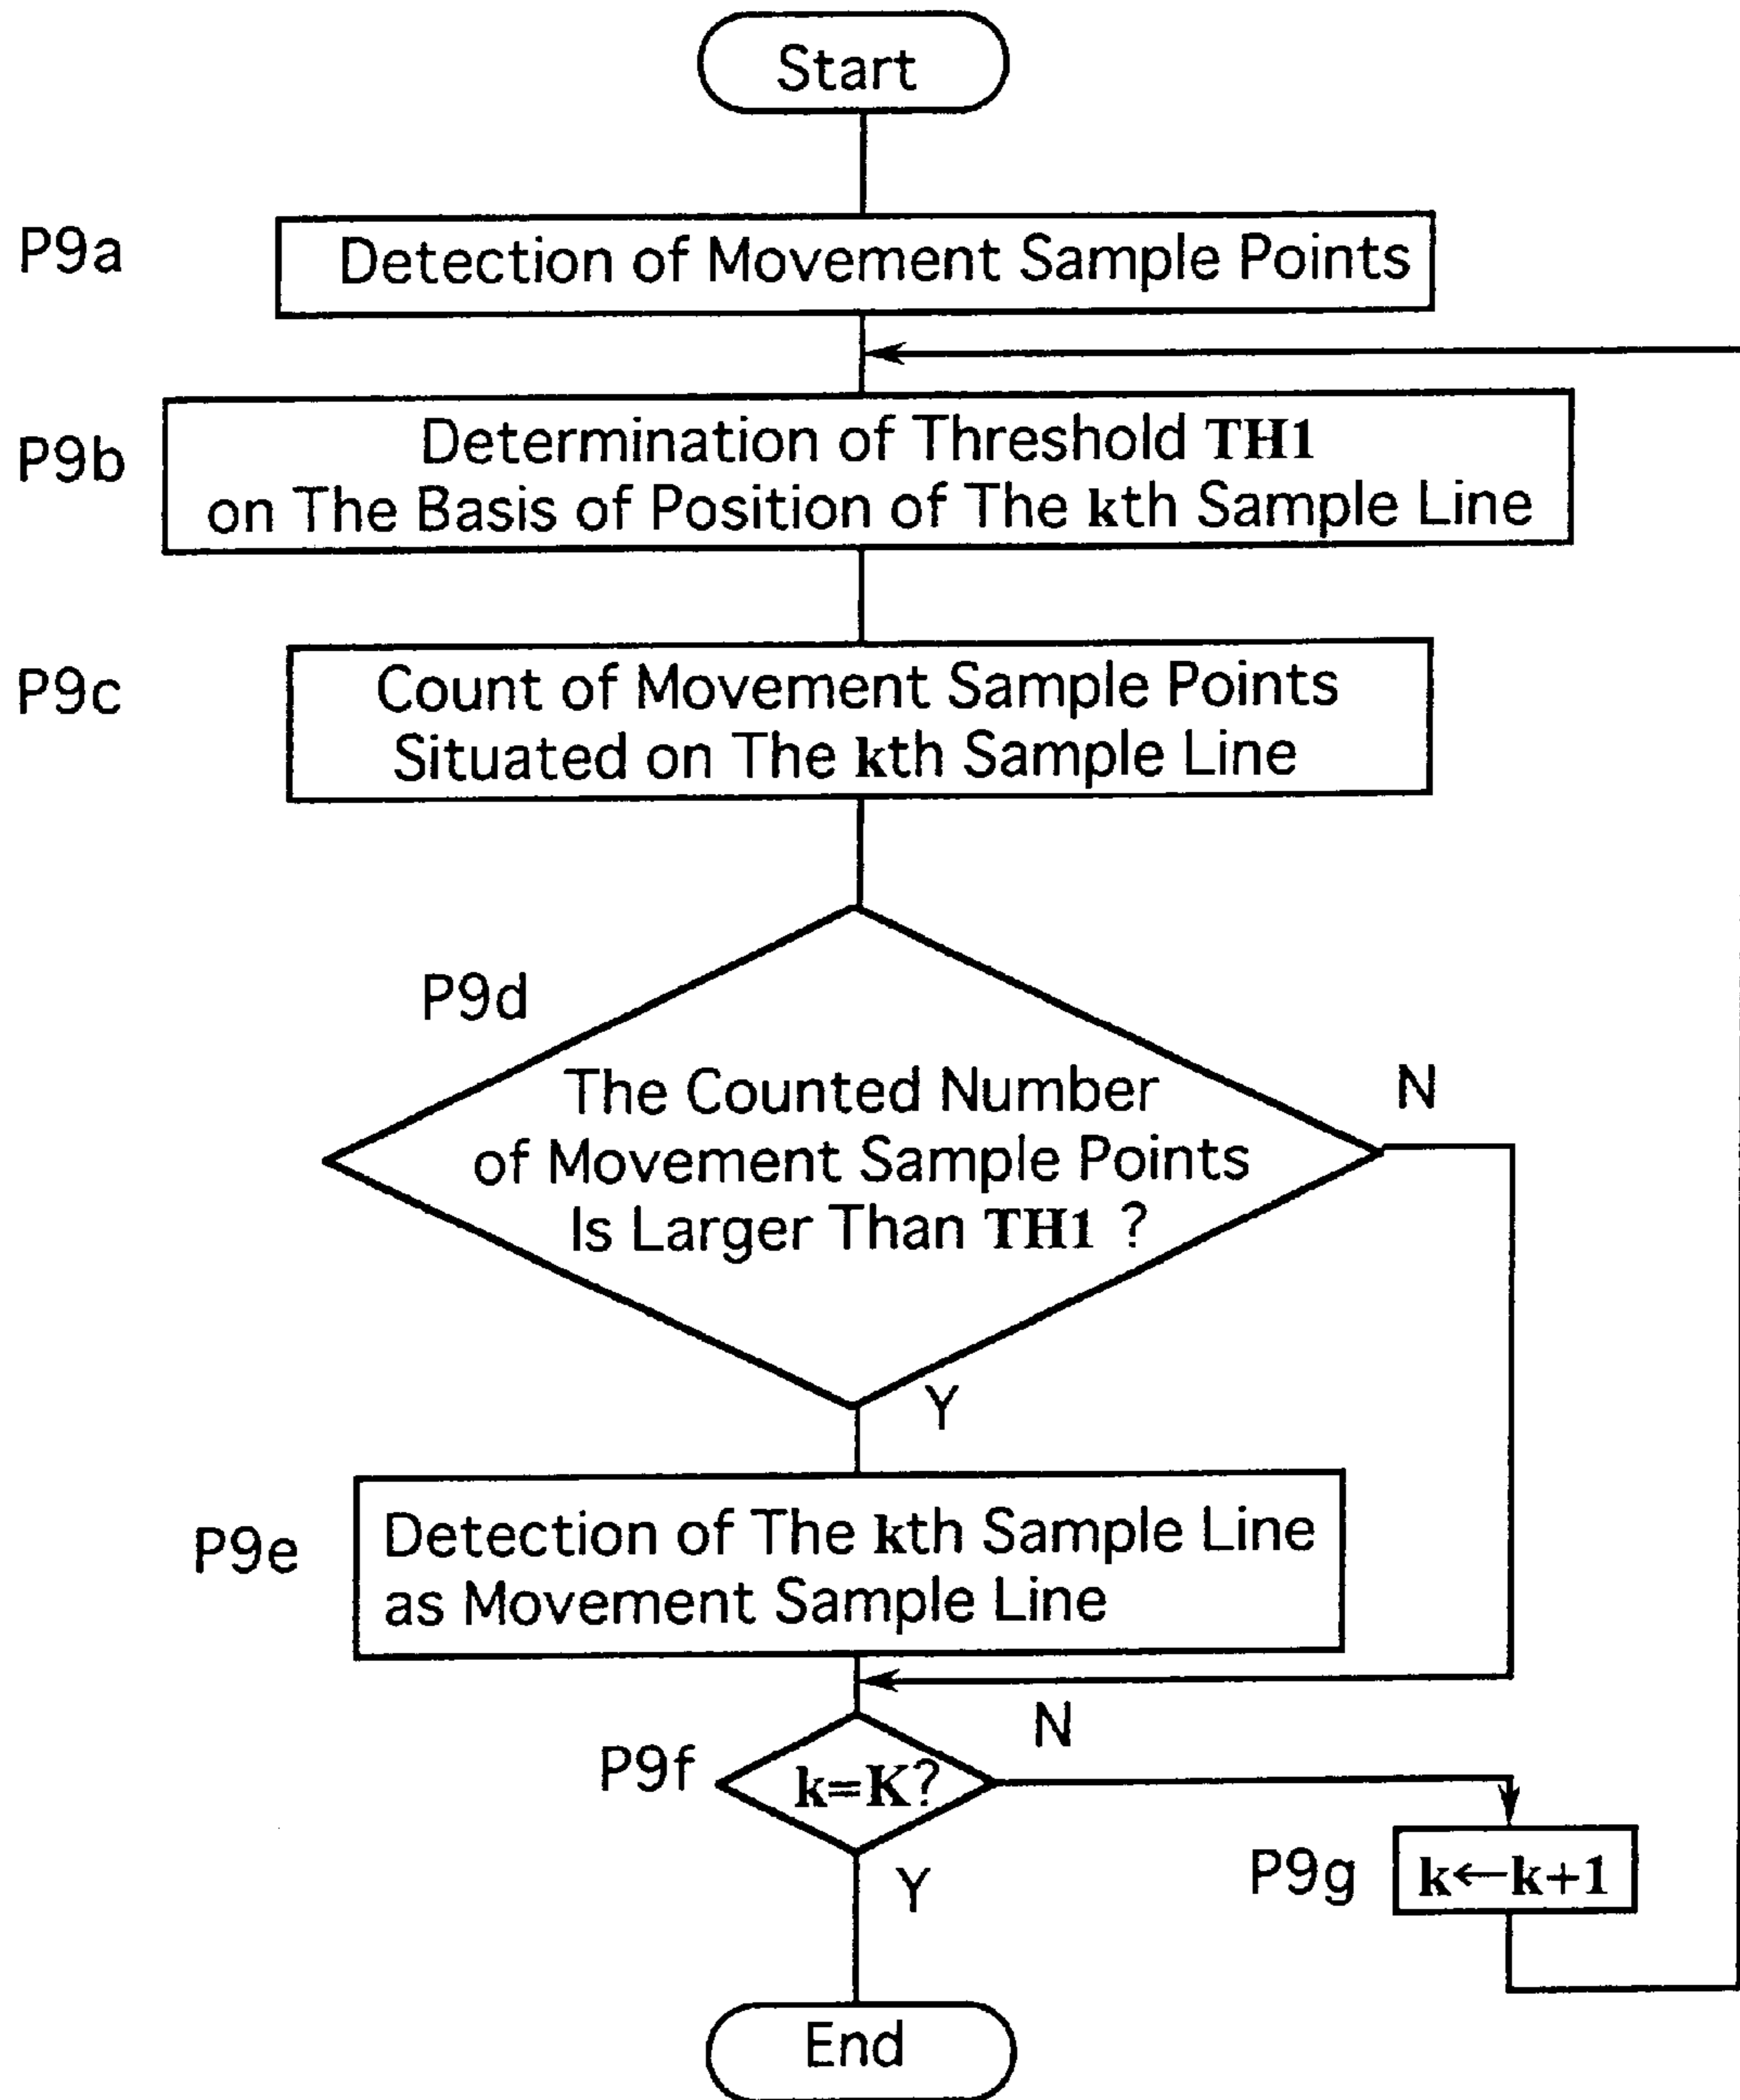 Start
P9a
Detection of Movement Sample Points
P9b
Determination of Threshold TH1
on The Basis of Position of The kth Sample Line
P9c
Count of Movement Sample Points
Situated on The kth Sample Line
P9d
The Counted Number
of Movement Sample Points
Is Larger Than TH1 ?
N
Y
P9e
Detection of The kth Sample Line
as Movement Sample Line
P9f
k=K?
N
Y
P9g
k←k+1
End